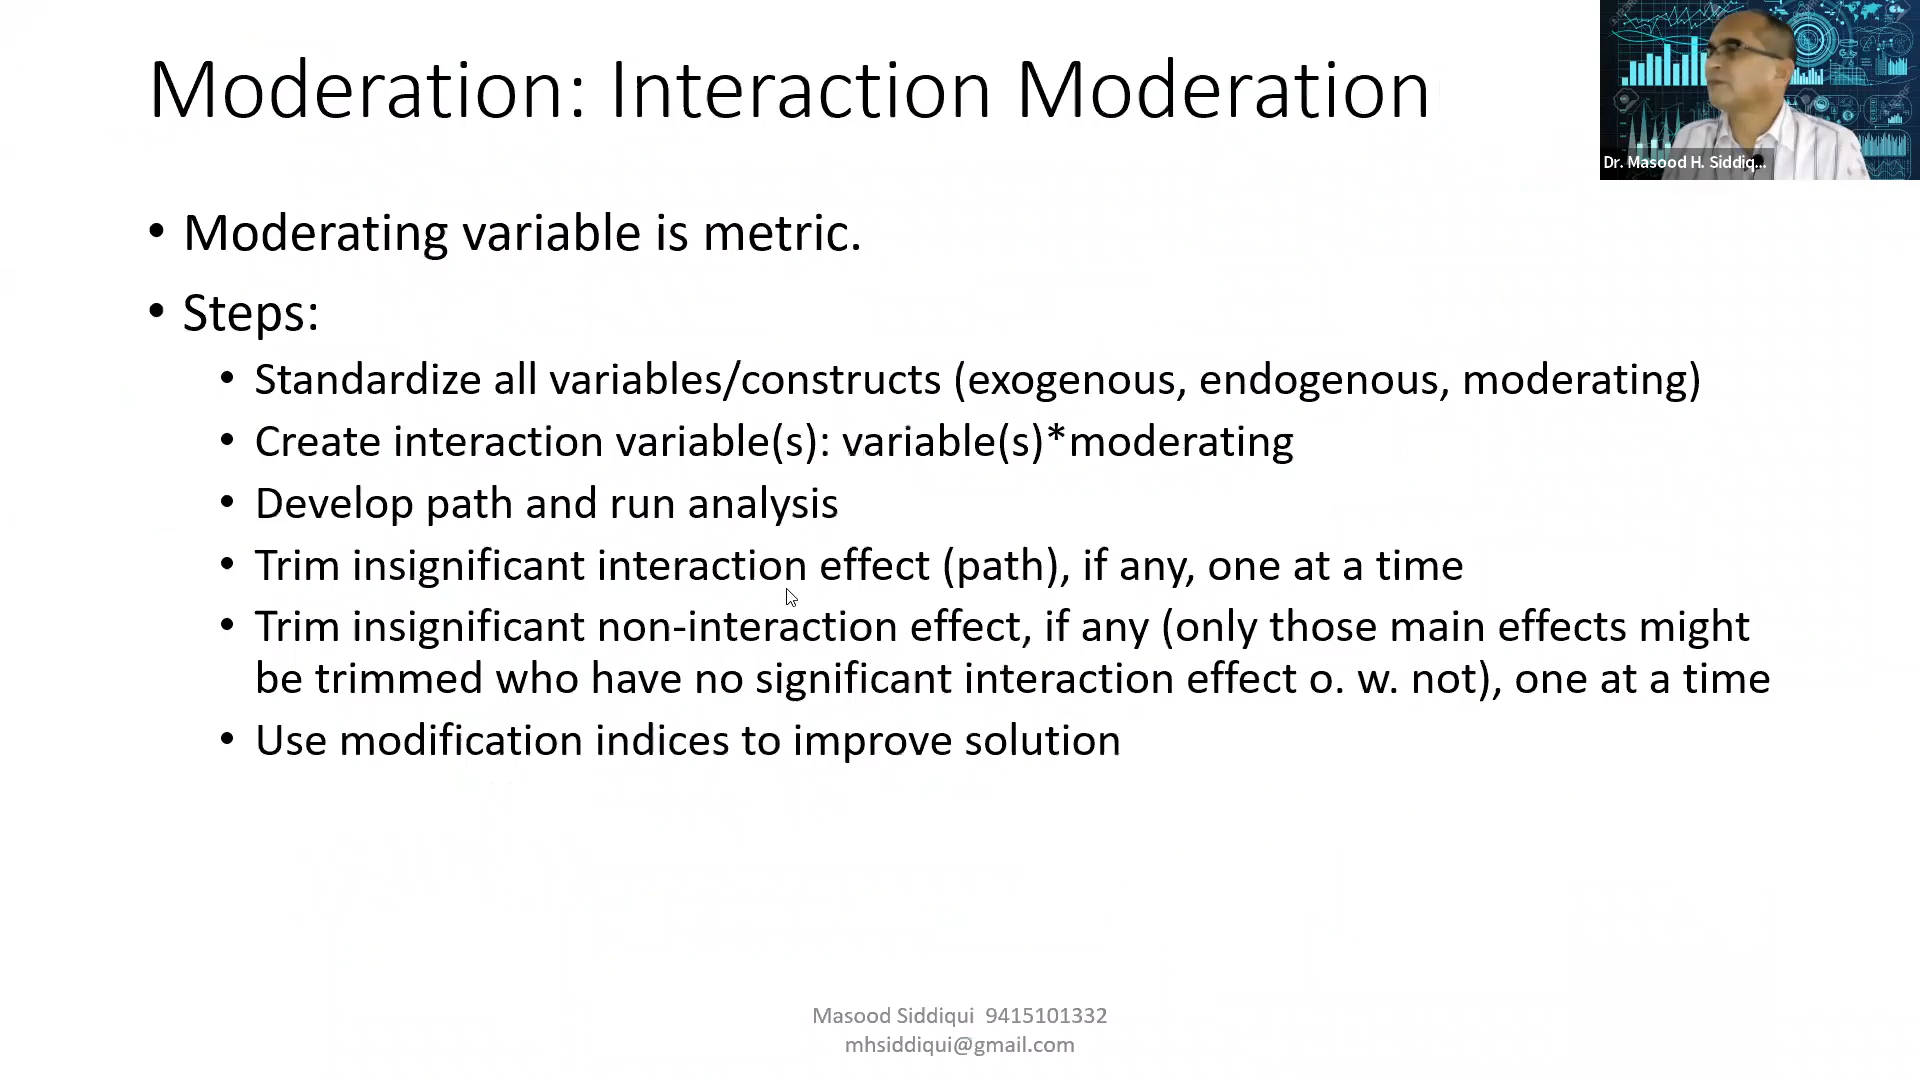 Moderation: Interaction Moderation
Dr. Masood H. Siddiq...
• Moderating variable is metric.
• Steps:
• Standardize all variables/constructs (exogenous, endogenous, moderating)
• Create interaction variable(s): variable(s)*moderating
• Develop path and run analysis
• Trim insignificant interaction effect (path), if any, one at a time
• Trim insignificant non-interaction effect, if any (only those main effects might
be trimmed who have no significant interaction effect o. w. not), one at a time
• Use modification indices to improve solution
Masood Siddiqui 9415101332
mhsiddiqui@gmail.com